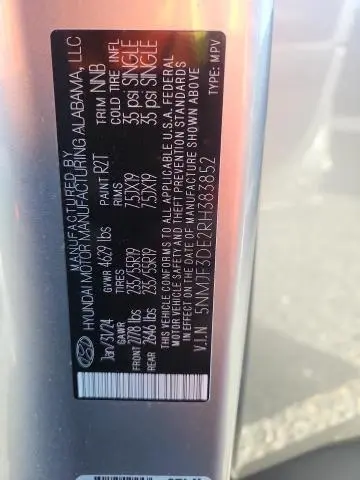 MANUFACTURED BY
HYUNDAI MOTOR MANUFACTURING ALABAMA, LLC
Jan/31/24 GVWR 4629 lbs PAINT R2T TRIM NNB
GAWR TIRES RIMS COLD TIRE INFL
FRONT 2778 lbs 235/55R19 7.5JX19 35 psi SINGLE
REAR 2646 lbs 235/55R19 7.5JX19 35 psi SINGLE
THIS VEHICLE CONFORMS TO ALL APPLICABLE U.S.A. FEDERAL
MOTOR VEHICLE SAFETY AND THEFT PREVENTION STANDARDS
IN EFFECT ON THE DATE OF MANUFACTURE SHOWN ABOVE
V.I.N 5NMJF3DE2RH383852 TYPE: MPV